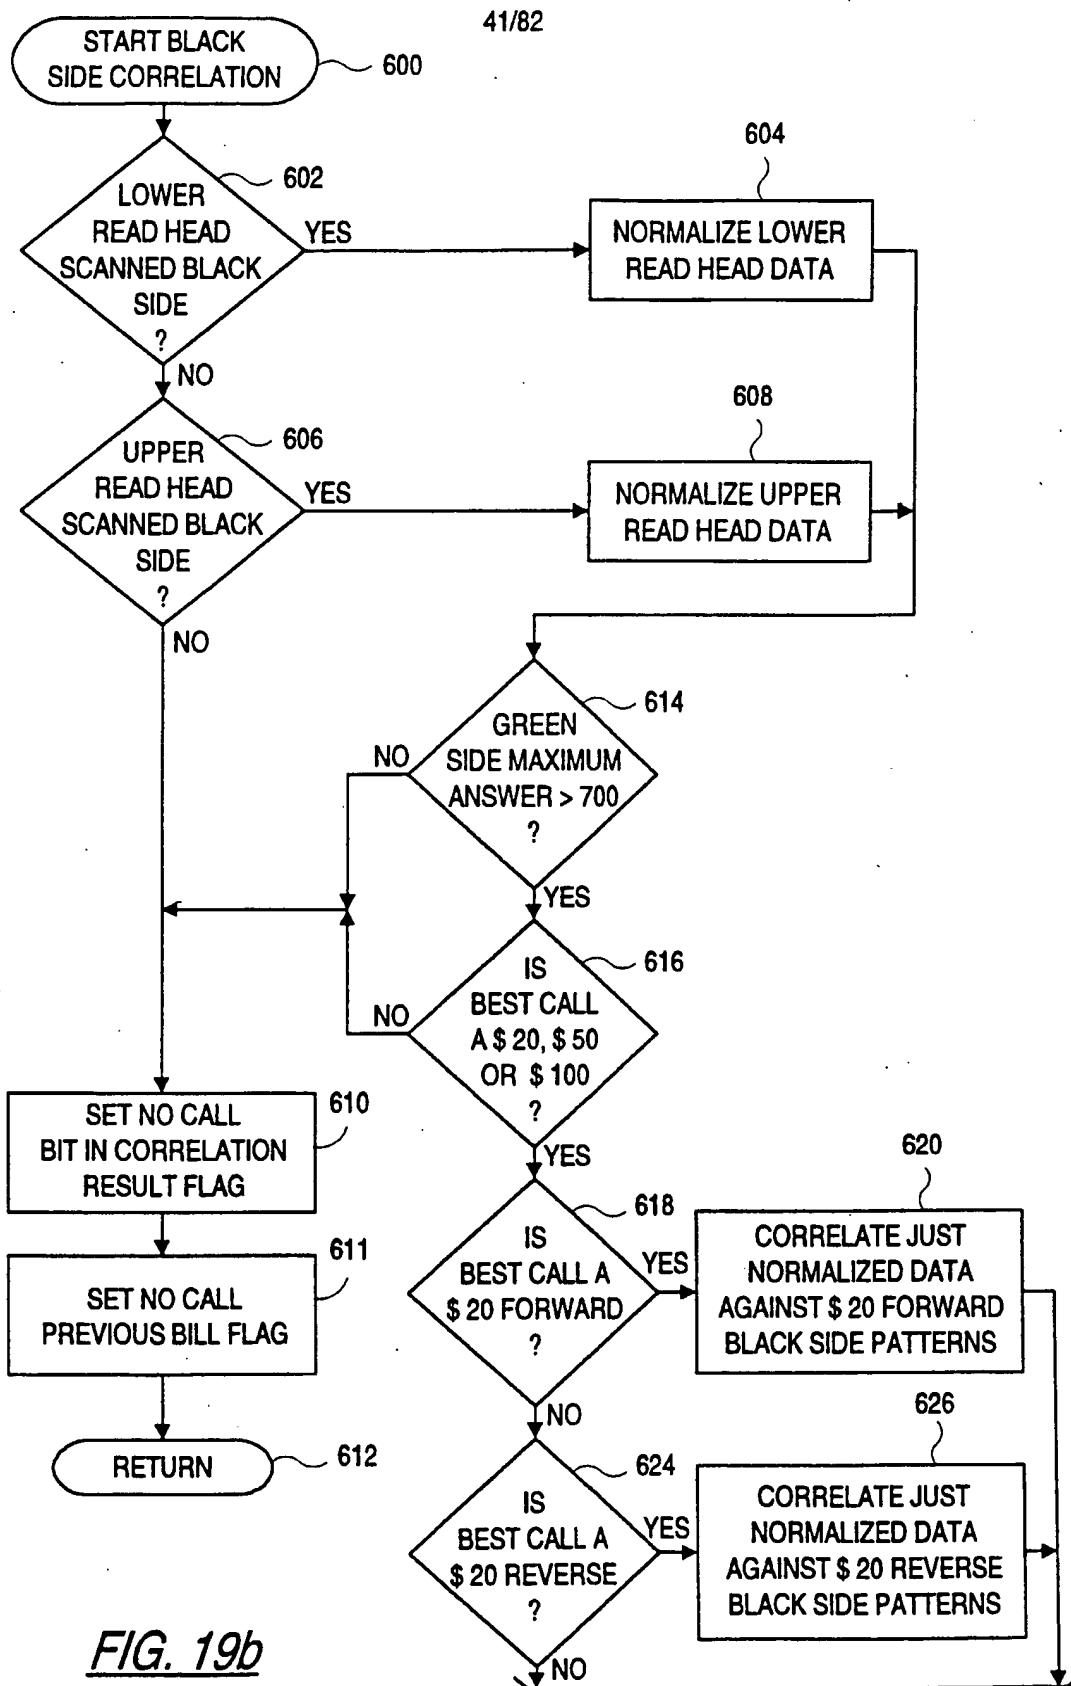 41/82
START BLACK
SIDE CORRELATION
600
LOWER
READ HEAD
SCANNED BLACK
SIDE
?
602
YES
NO
604
NORMALIZE LOWER
READ HEAD DATA
UPPER
READ HEAD
SCANNED BLACK
SIDE
?
606
YES
NO
608
NORMALIZE UPPER
READ HEAD DATA
GREEN
SIDE MAXIMUM
ANSWER > 700
?
614
NO
YES
IS
BEST CALL
A $ 20, $ 50
OR $ 100
?
616
NO
YES
SET NO CALL
BIT IN CORRELATION
RESULT FLAG
610
SET NO CALL
PREVIOUS BILL FLAG
611
RETURN
612
IS
BEST CALL A
$ 20 FORWARD
?
618
YES
NO
620
CORRELATE JUST
NORMALIZED DATA
AGAINST $ 20 FORWARD
BLACK SIDE PATTERNS
IS
BEST CALL A
$ 20 REVERSE
?
624
YES
NO
626
CORRELATE JUST
NORMALIZED DATA
AGAINST $ 20 REVERSE
BLACK SIDE PATTERNS
FIG. 19b